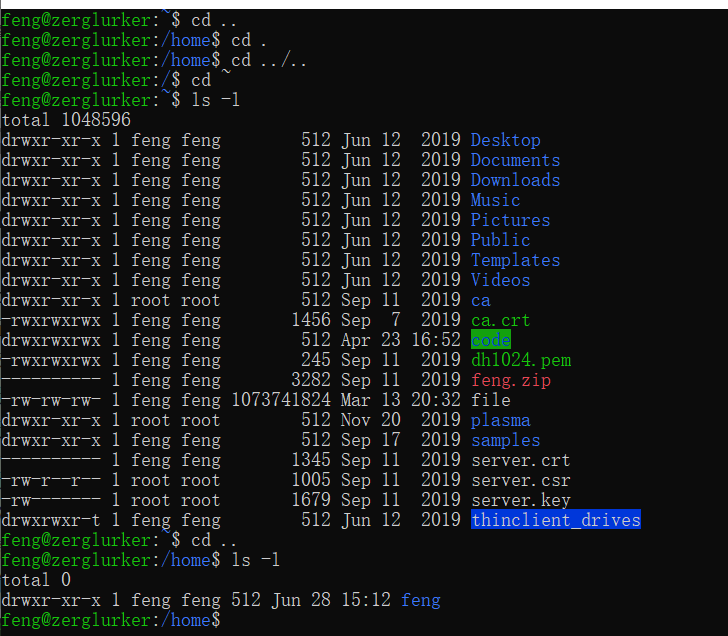 feng@zerglurker:~$ cd ..
feng@zerglurker:/home$ cd .
feng@zerglurker:/home$ cd ../..
feng@zerglurker:/$ cd ~
feng@zerglurker:~$ ls -l
total 1048596
drwxr-xr-x 1 feng feng        512 Jun 12  2019 Desktop
drwxr-xr-x 1 feng feng        512 Jun 12  2019 Documents
drwxr-xr-x 1 feng feng        512 Jun 12  2019 Downloads
drwxr-xr-x 1 feng feng        512 Jun 12  2019 Music
drwxr-xr-x 1 feng feng        512 Jun 12  2019 Pictures
drwxr-xr-x 1 feng feng        512 Jun 12  2019 Public
drwxr-xr-x 1 feng feng        512 Jun 12  2019 Templates
drwxr-xr-x 1 feng feng        512 Jun 12  2019 Videos
drwxr-xr-x 1 root root        512 Sep 11  2019 ca
-rwxrwxrwx 1 feng feng       1456 Sep  7  2019 ca.crt
drwxrwxrwx 1 feng feng        512 Apr 23 16:52 code
-rwxrwxrwx 1 feng feng        245 Sep 11  2019 dh1024.pem
---------- 1 feng feng       3282 Sep 11  2019 feng.zip
-rw-rw-rw- 1 feng feng 1073741824 Mar 13 20:32 file
drwxr-xr-x 1 root root        512 Nov 20  2019 plasma
drwxr-xr-x 1 feng feng        512 Sep 17  2019 samples
---------- 1 feng feng       1345 Sep 11  2019 server.crt
-rw-r--r-- 1 root root       1005 Sep 11  2019 server.csr
-rw------- 1 root root       1679 Sep 11  2019 server.key
drwxrwxr-t 1 feng feng        512 Jun 12  2019 thinclient_drives
feng@zerglurker:~$ cd ..
feng@zerglurker:/home$ ls -l
total 0
drwxr-xr-x 1 feng feng 512 Jun 28 15:12 feng
feng@zerglurker:/home$